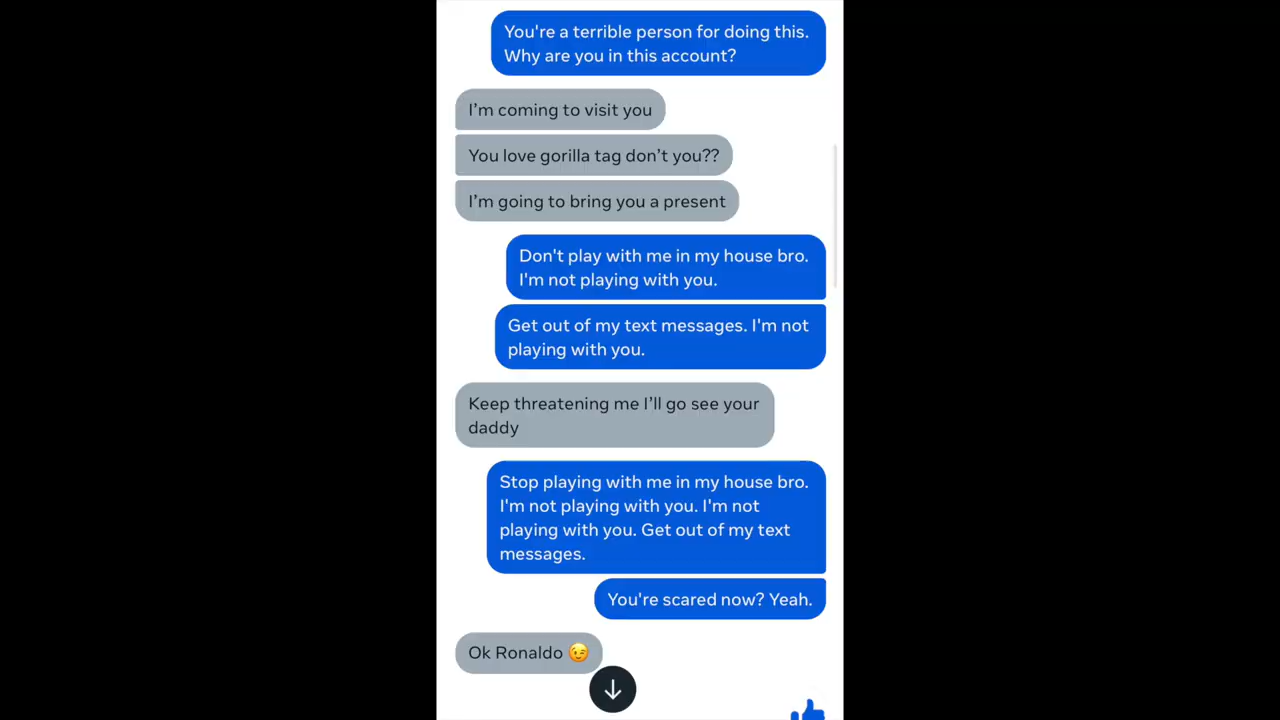 You're a terrible person for doing this.
Why are you in this account?
I’m coming to visit you
You love gorilla tag don’t you??
I’m going to bring you a present
Don't play with me in my house bro.
I'm not playing with you.
Get out of my text messages. I'm not
playing with you.
Keep threatening me I’ll go see your
daddy
Stop playing with me in my house bro.
I'm not playing with you. I'm not
playing with you. Get out of my text
messages.
You're scared now? Yeah.
Ok Ronaldo 😉